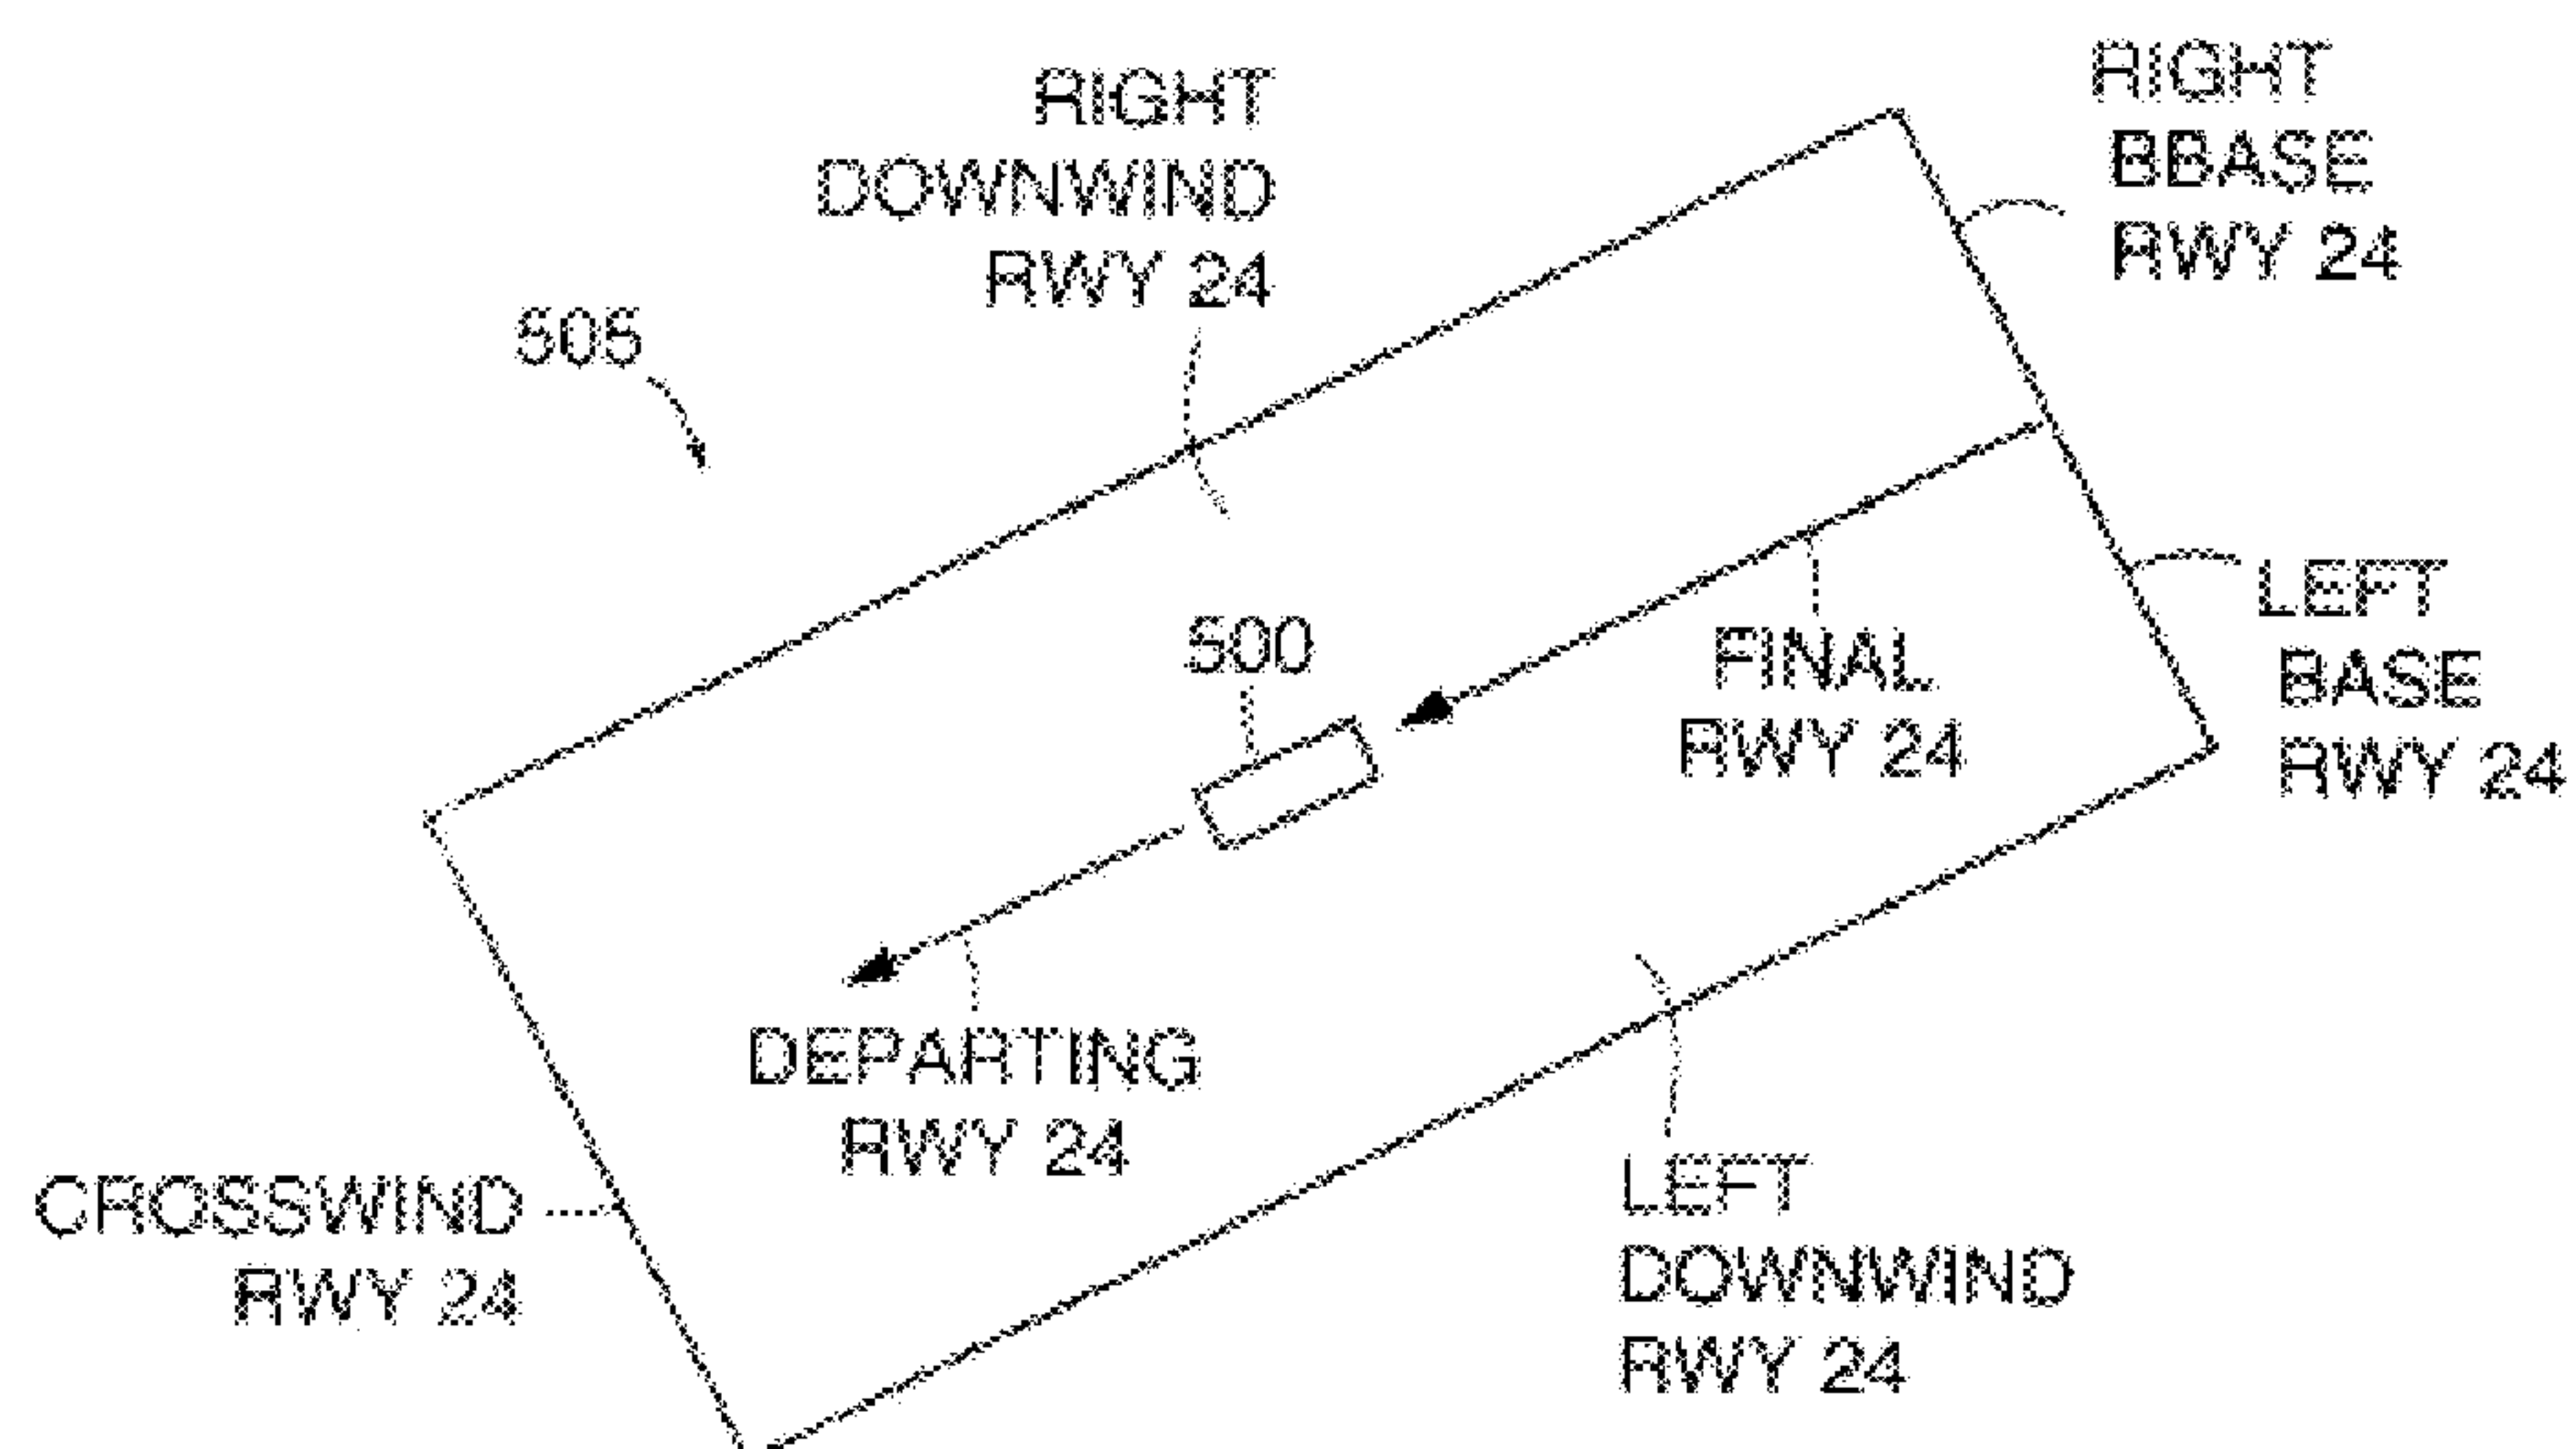 RIGHT
DOWNWIND
RWY 24
RIGHT
BBASE
RWY 24
505
500
FINAL
RWY 24
LEFT
BASE
RWY 24
DEPARTING
RWY 24
CROSSWIND
RWY 24
LEFT
DOWNWIND
RWY 24